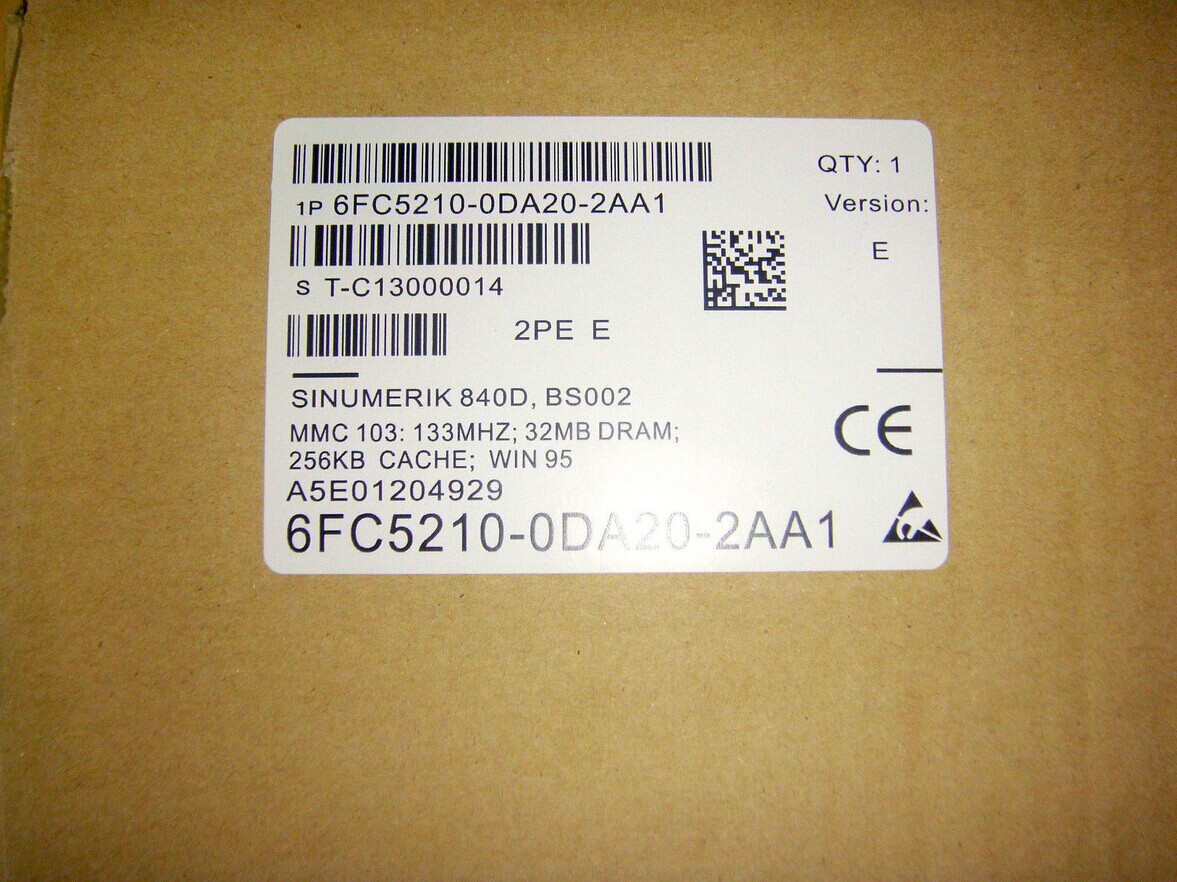 QTY: 1
1P 6FC5210-0DA20-2AA1
Version:
E
S T-C13000014
2PE E
SINUMERIK 840D, BS002
MMC 103: 133MHZ; 32MB DRAM;
256KB CACHE; WIN 95
A5E01204929
6FC5210-0DA20-2AA1
CE